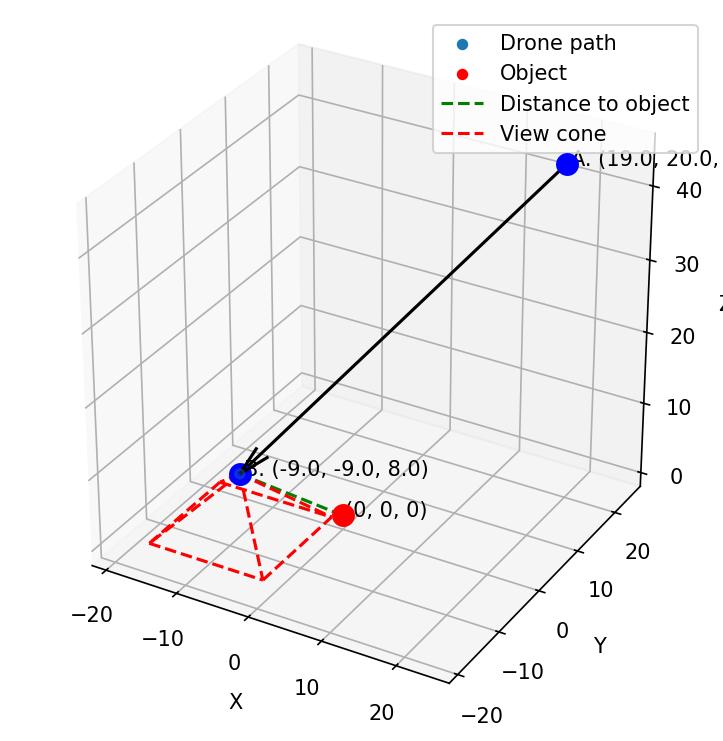 Drone path
Object
Distance to object
View cone
A. (19.0, 20.0,
40
30
20
10
0
(-9.0, -9.0, 8.0)
(0, 0, 0)
20
10
0
−10
−20
Y
−20
−10
0
10
20
X